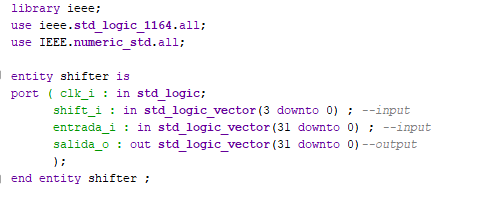 library ieee;
use ieee.std_logic_1164.all;
use IEEE.numeric_std.all;
entity shifter is
port ( clk_i : in std_logic;
shift_i : in std_logic_vector(3 downto 0) ; --input
entrada_i : in std_logic_vector(31 downto 0) ; --input
salida_o : out std_logic_vector(31 downto 0)--output
);
end entity shifter ;